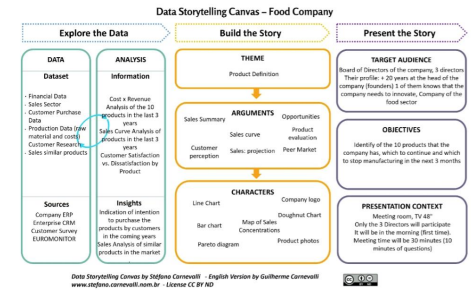 Data Storytelling Canvas – Food Company
Explore the Data
Build the Story
Present the Story
DATA
Dataset
- Financial Data
- Sales Sector
- Customer Purchase
Data
- Production Data (raw
material and costs)
- Customer Research
- Sales similar products
Sources
Company ERP
Enterprise CRM
Customer Survey
EUROMONITOR
ANALYSIS
Information
Cost x Revenue
Analysis of the 10
products in the last 3
years
Sales Curve Analysis of
products in the last 3
years
Customer Satisfaction
vs. Dissatisfaction by
Product
Insights
Indication of intention
to purchase the
products by customers
in the coming years
Sales Analysis of similar
products in the market
THEME
Product Definition
ARGUMENTS
Sales Summary
Opportunities
Sales curve
Product
evaluation
Customer
perception
Sales: projection
Peer Market
CHARACTERS
Line Chart
Company logo
Doughnut Chart
Bar chart
Map of Sales
Concentrations
Pareto diagram
Product photos
TARGET AUDIENCE
Board of Directors of the company, 3 directors
Their profile: + 20 years at the head of the
company (founders) 1 of them knows that the
company needs to innovate, Company of the
food sector
OBJECTIVES
Identify of the 10 products that the
company has, which to continue and which
to stop manufacturing in the next 3 months
PRESENTATION CONTEXT
Meeting room, TV 48"
Only the 3 Directors will participate
It will be in the morning (first time).
Meeting time will be 30 minutes (10
minutes of questions)
Data Storytelling Canvas by Stéfano Carnevalli - English Version by Guilherme Carnevalli
www.stefano.carnevalli.nom.br - License CC BY ND